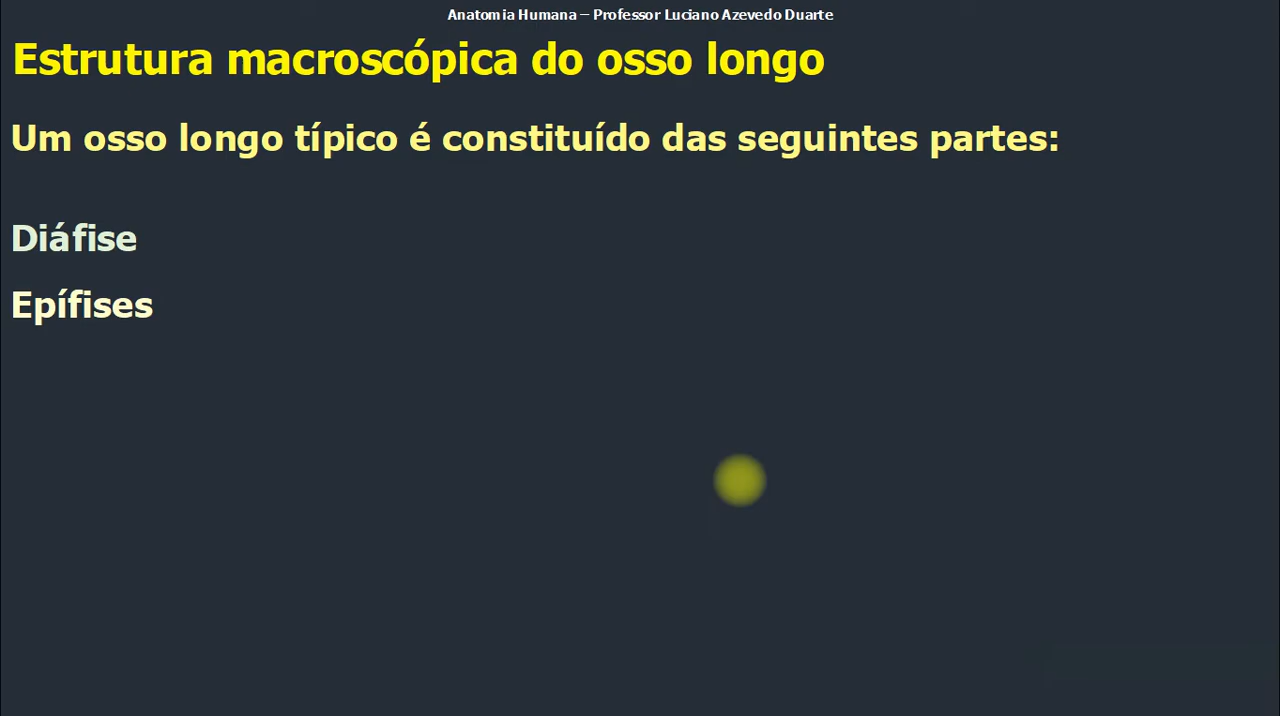 Anatomia Humana – Professor Luciano Azevedo Duarte
Estrutura macroscópica do osso longo
Um osso longo típico é constituído das seguintes partes:
Diáfise
Epífises